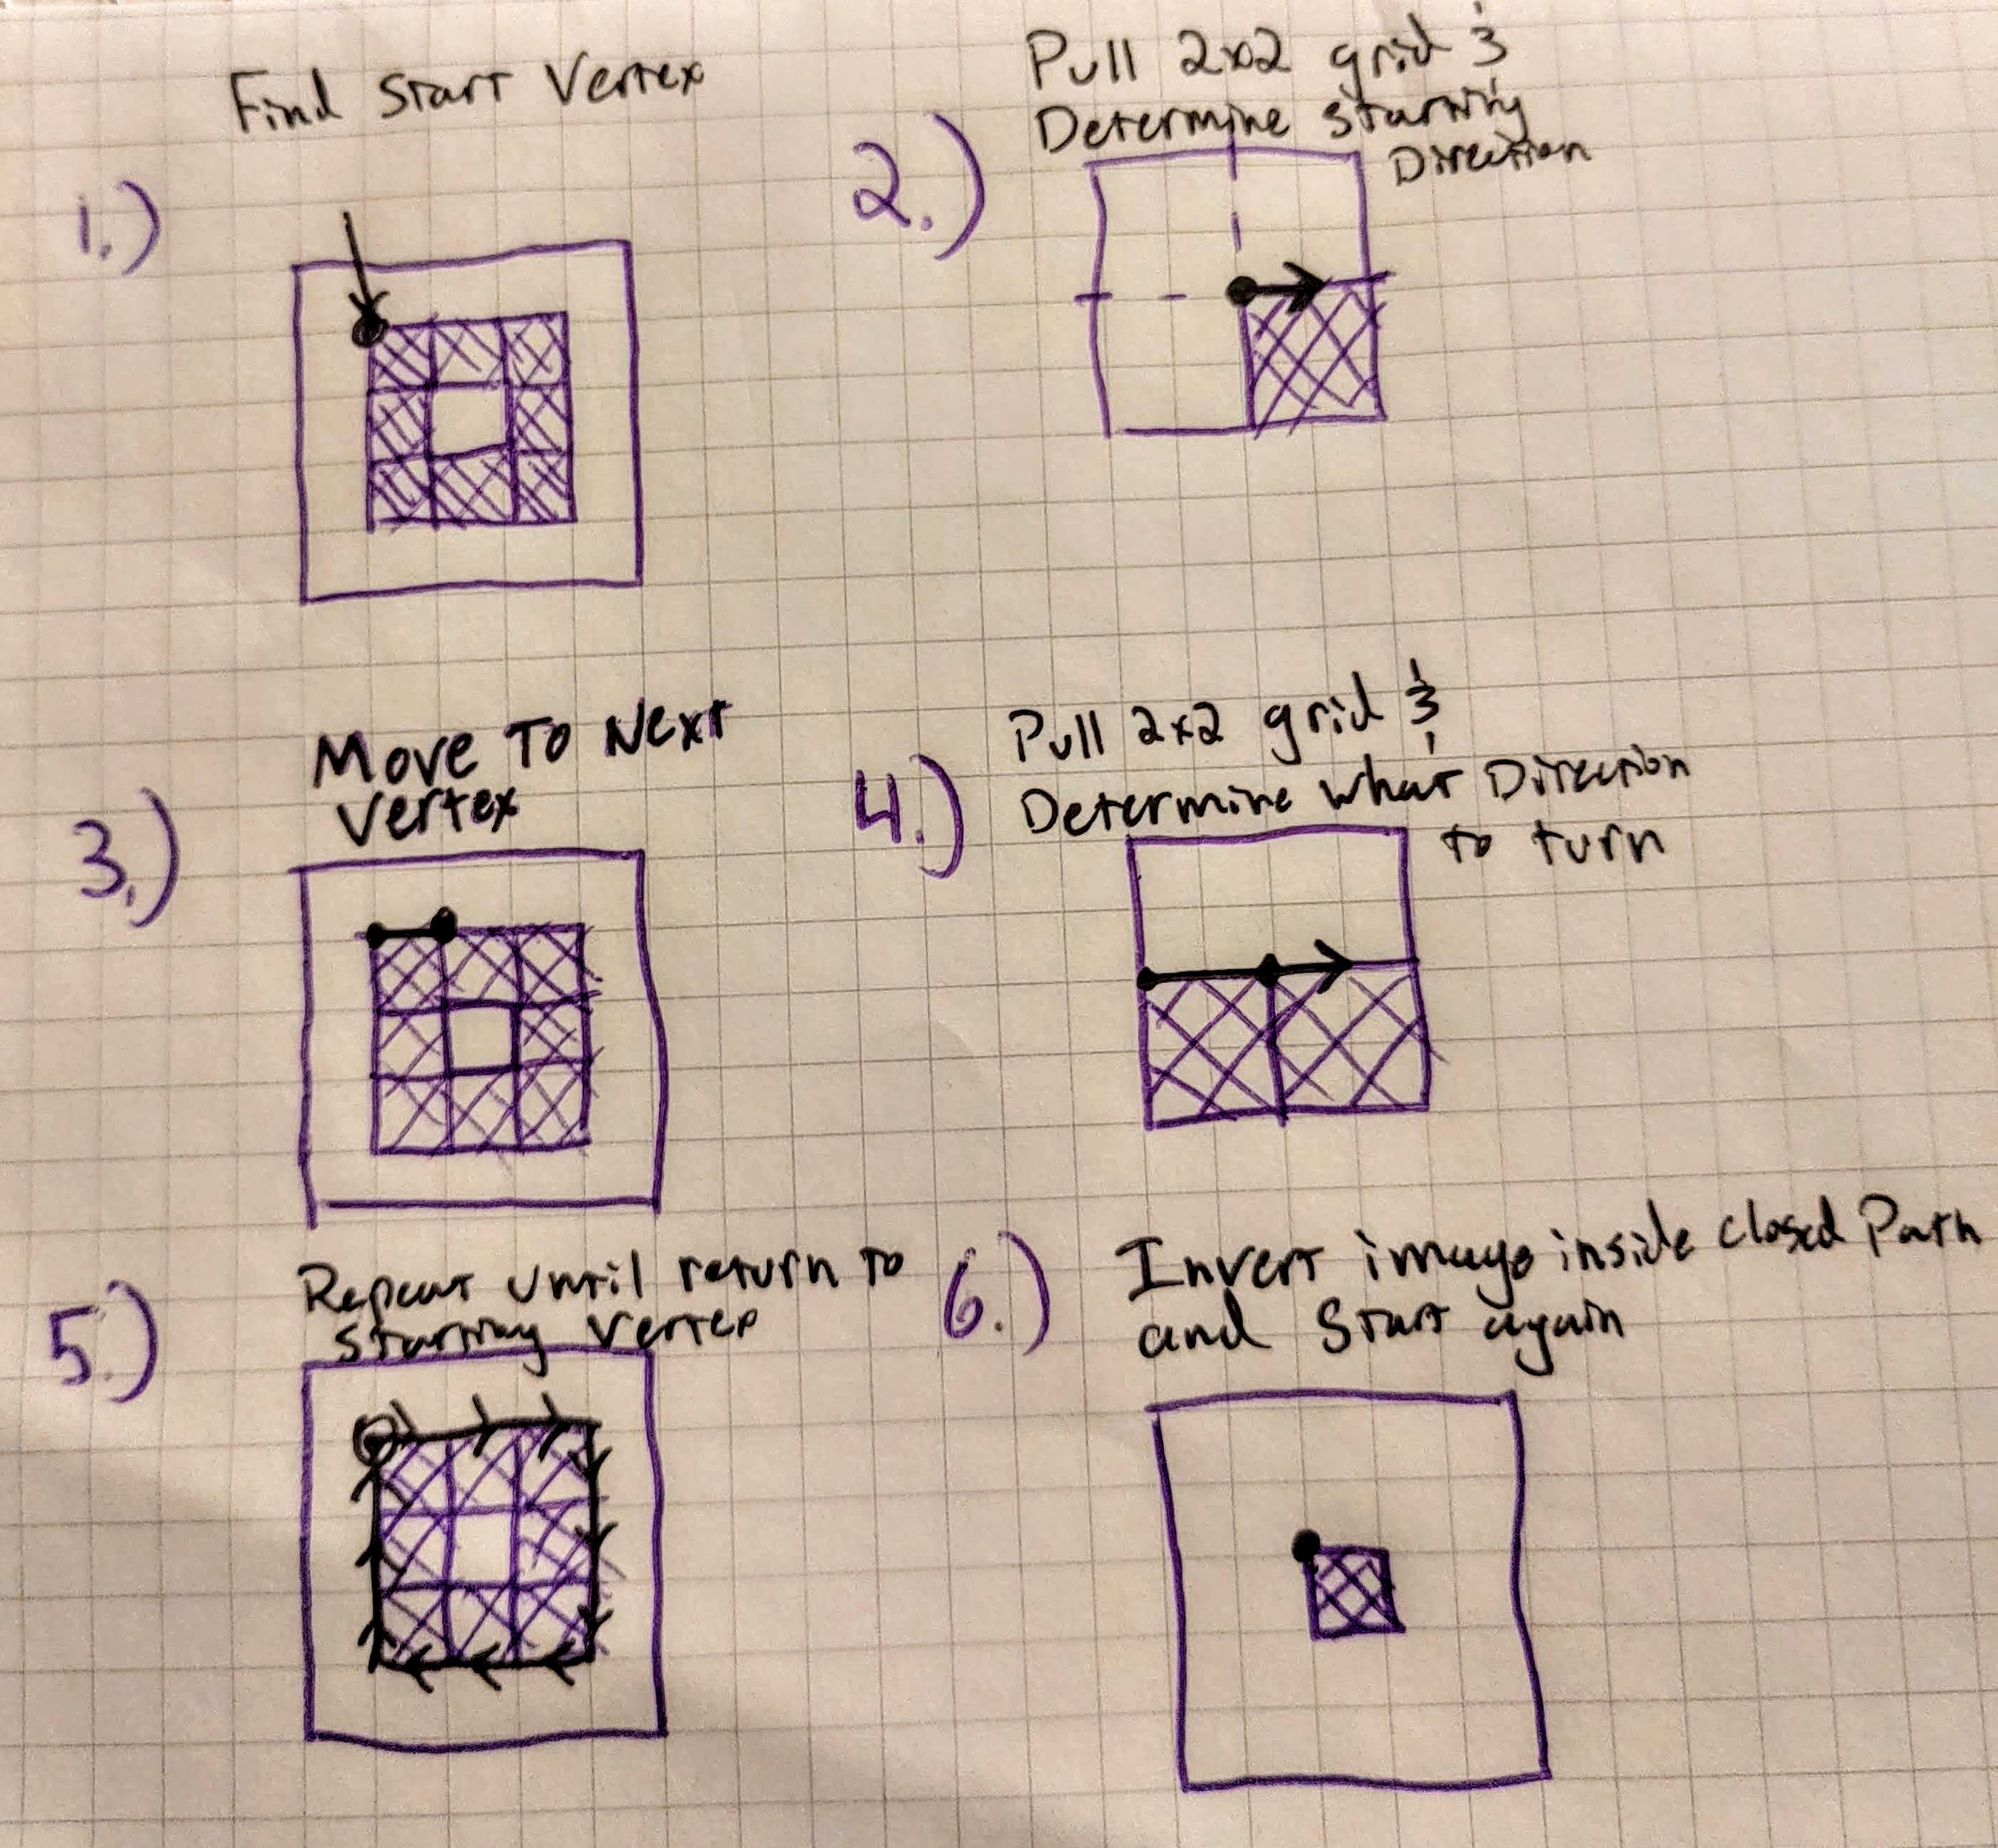 1.)
Find Start Vertex
2.)
Pull 2x2 grid &
Determine Starting
Direction
3.)
Move To Next
Vertex
4.)
Pull 2x2 grid &
Determine what Direction
to turn
5.)
Repeat until return to
Starting Vertex
6.)
Invert image inside closed Path
and Start again